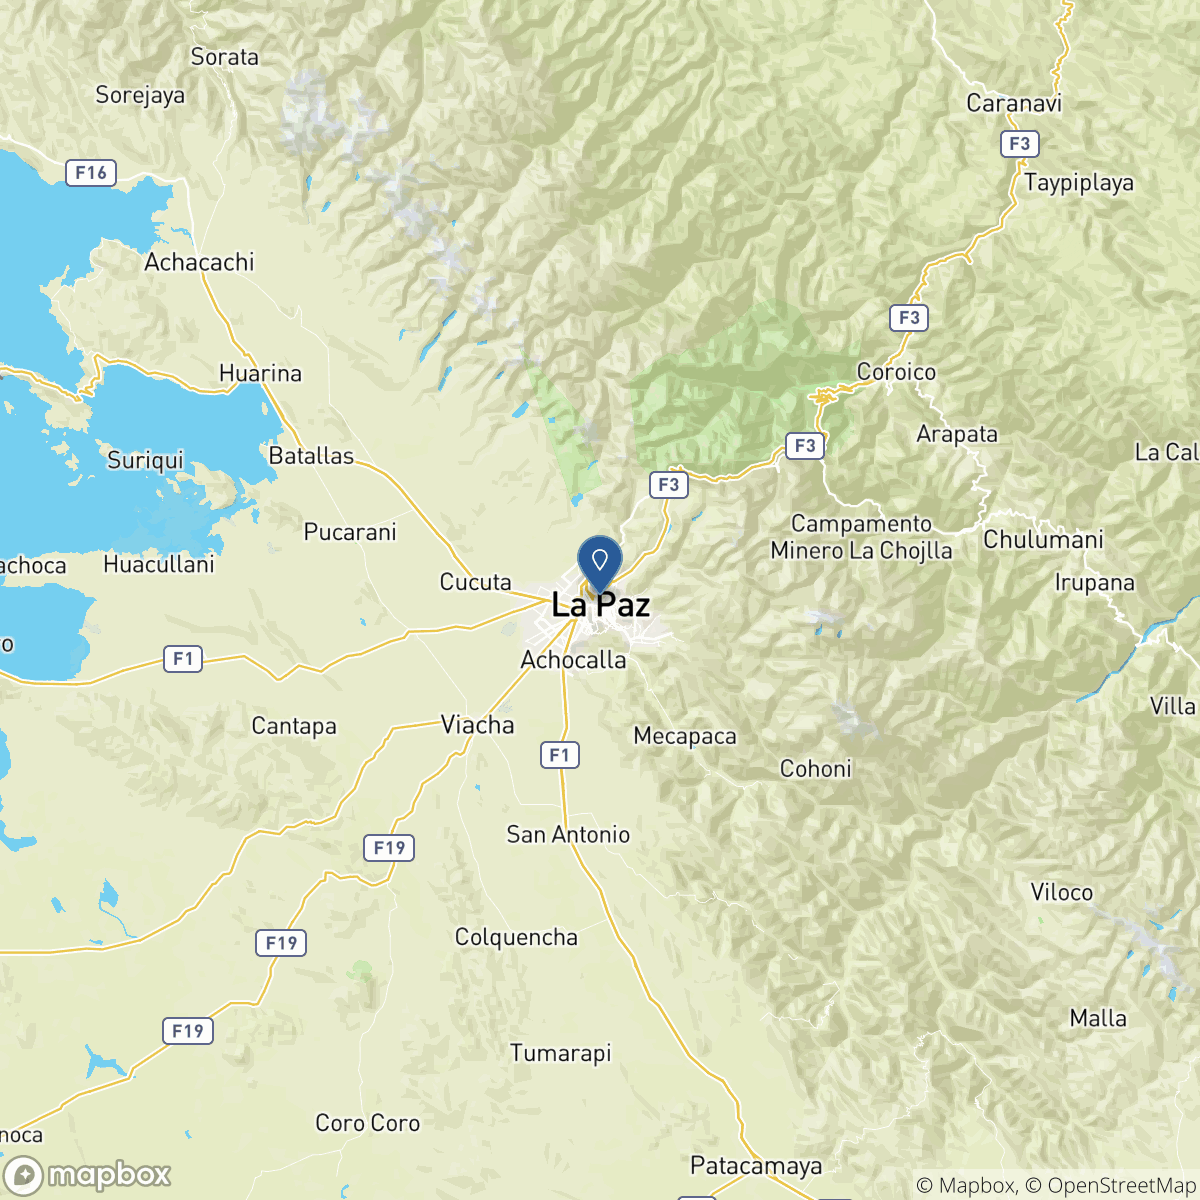 Sorata
Sorejaya
Caranavi
F3
F16
Taypiplaya
Achacachi
F3
Huarina
Coroico
Arapata
F3
La Cal
Batallas
Suriqui
F3
Pucarani
Campamento
Minero La Chojlla
Chulumani
achoca
Huacullani
Cucuta
Irupana
La Paz
ro
F1
Achocalla
Villa
Cantapa
Viacha
Mecapaca
F1
Cohoni
San Antonio
F19
Viloco
Colquencha
F19
Malla
F19
Tumarapi
Coro Coro
noca
Patacamaya
mapbox
© Mapbox, © OpenStreetMap